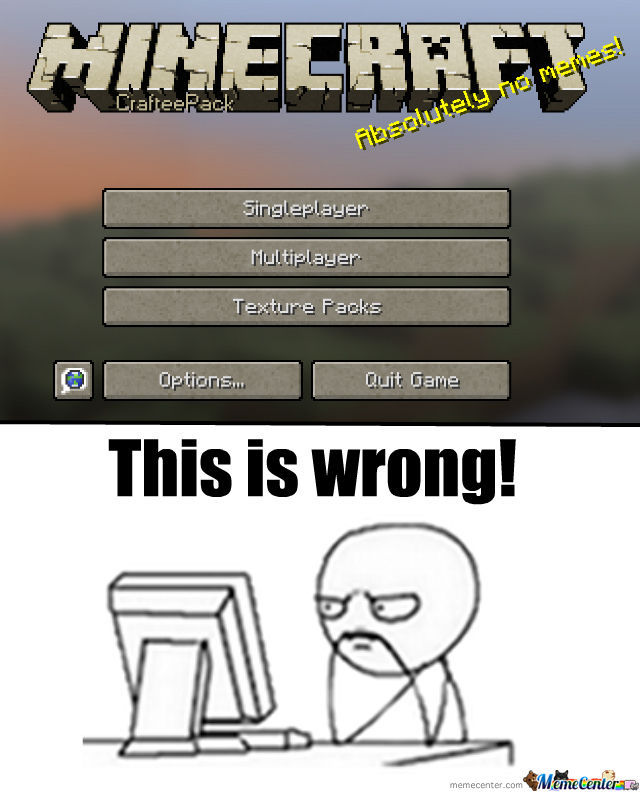 MINECRAFT
CrafteePack
Absolutely no memes!
Singleplayer
Multiplayer
Texture Packs
Options...
Quit Game
This is wrong!
memecenter.com MemeCenter